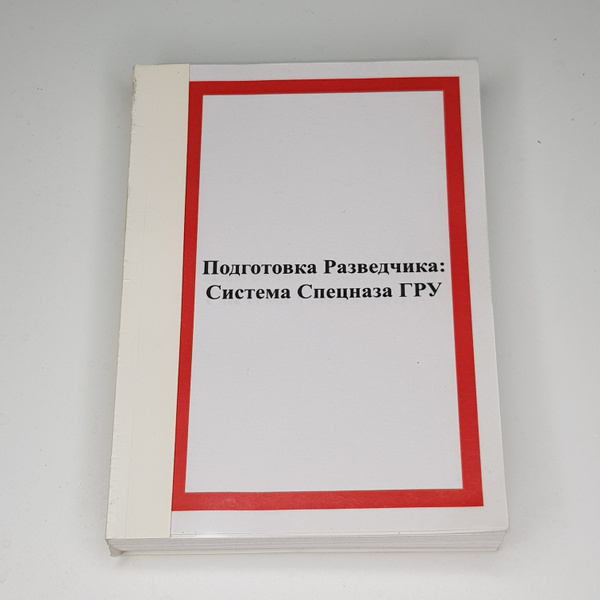 Подготовка Разведчика:
Система Спецназа ГРУ